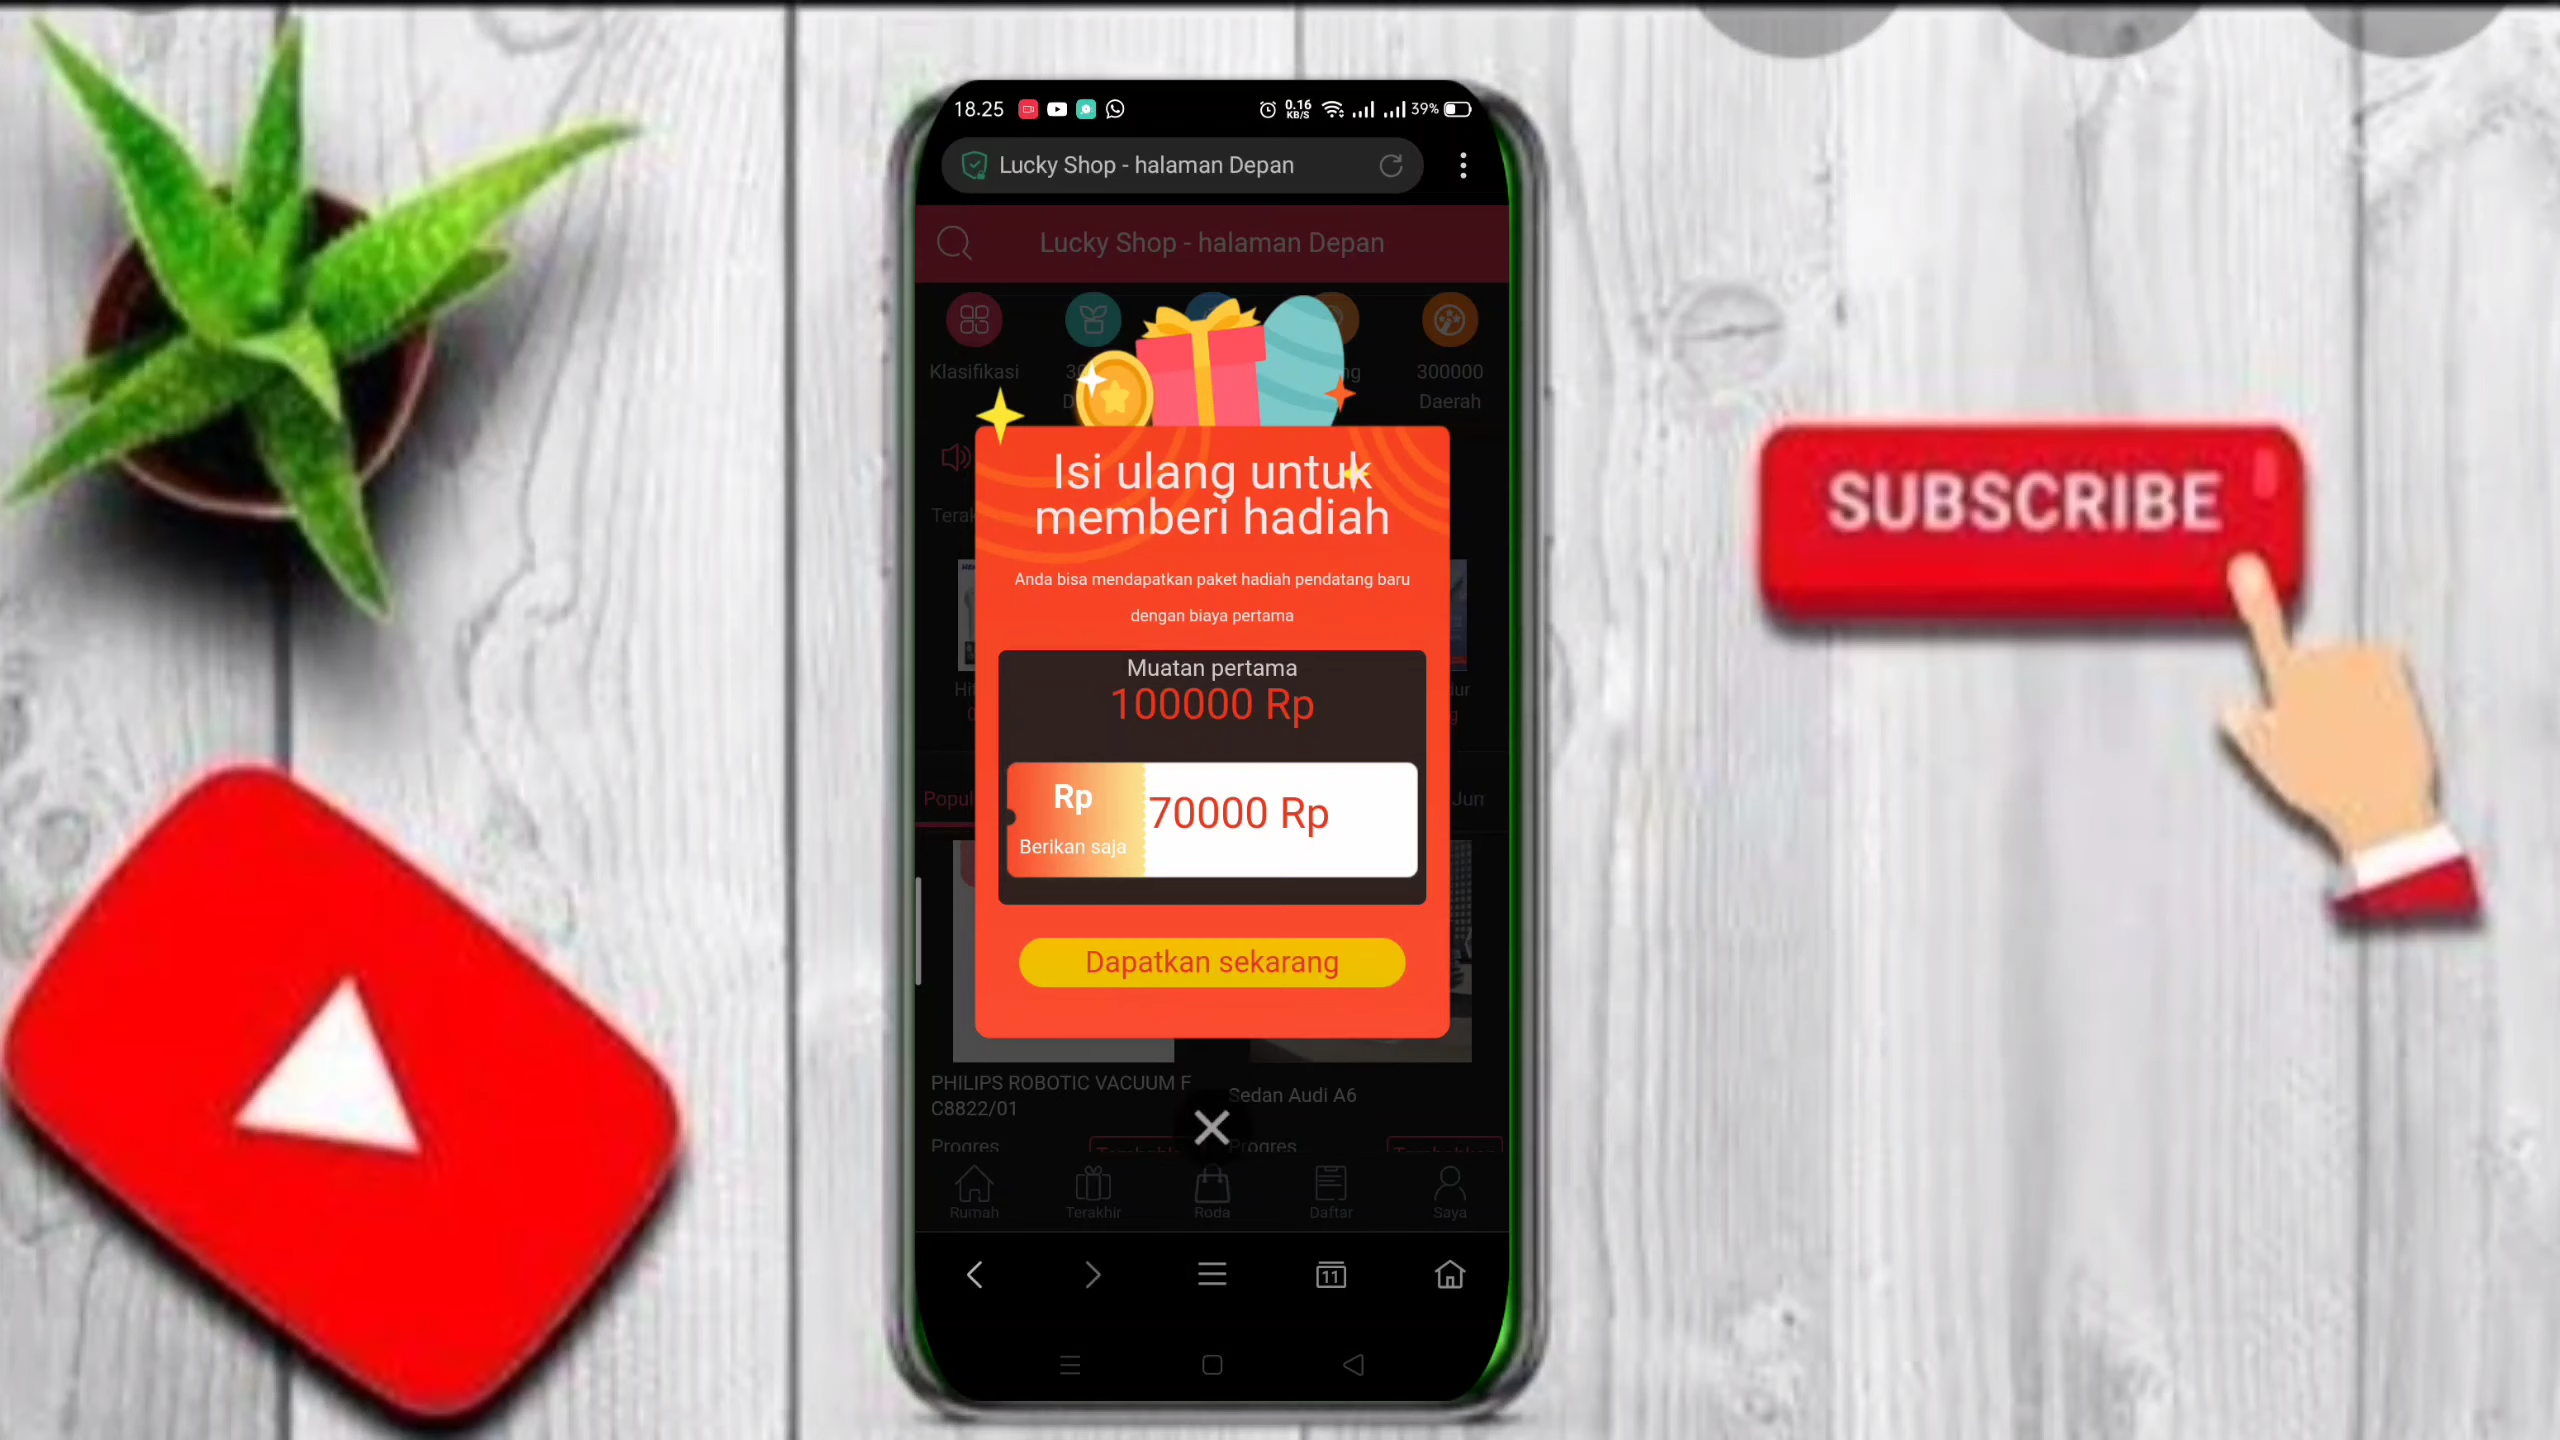 18.25
0.16
KB/S
39%
Lucky Shop - halaman Depan
Lucky Shop - halaman Depan
Klasifikasi
300000
Daerah
Isi ulang untuk
memberi hadiah
Anda bisa mendapatkan paket hadiah pendatang baru
dengan biaya pertama
Muatan pertama
100000 Rp
Rp
70000 Rp
Berikan saja
Dapatkan sekarang
PHILIPS ROBOTIC VACUUM F
C8822/01
Sedan Audi A6
Progres
Progres
Rumah
Terakhir
Roda
Daftar
Saya
11
SUBSCRIBE